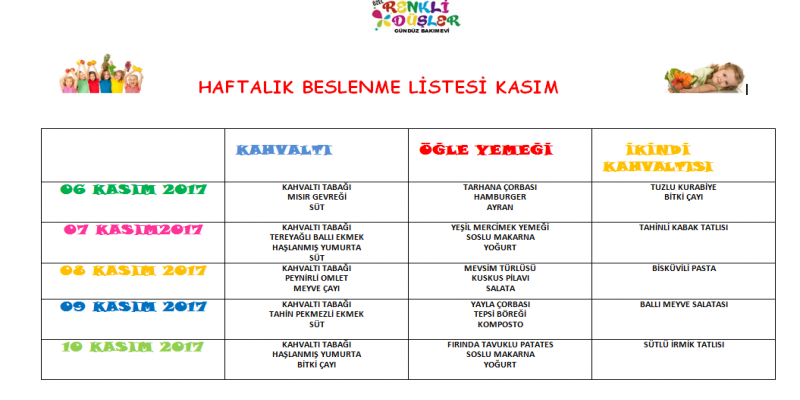 ÖZEL
RENKLİ
DÜŞLER
GÜNDÜZ BAKIMEVİ
HAFTALIK BESLENME LİSTESİ KASIM
KAHVALTI
ÖĞLE YEMEĞİ
İKİNDİ
KAHVALTISI
06 KASIM 2017
KAHVALTI TABAĞI
MISIR GEVREĞİ
SÜT
TARHANA ÇORBASI
HAMBURGER
AYRAN
TUZLU KURABİYE
BİTKİ ÇAYI
07 KASIM2017
KAHVALTI TABAĞI
TEREYAĞLI BALLI EKMEK
HAŞLANMIŞ YUMURTA
SÜT
YEŞİL MERCİMEK YEMEĞİ
SOSLU MAKARNA
YOĞURT
TAHİNLİ KABAK TATLISI
08 KASIM 2017
KAHVALTI TABAĞI
PEYNİRLİ OMLET
MEYVE ÇAYI
MEVSİM TÜRLÜSÜ
KUSKUS PİLAVI
SALATA
BİSKÜVİLİ PASTA
09 KASIM 2017
KAHVALTI TABAĞI
TAHİN PEKMEZLİ EKMEK
SÜT
YAYLA ÇORBASI
TEPSİ BÖREĞİ
KOMPOSTO
BALLI MEYVE SALATASI
10 KASIM 2017
KAHVALTI TABAĞI
HAŞLANMIŞ YUMURTA
BİTKİ ÇAYI
FIRINDA TAVUKLU PATATES
SOSLU MAKARNA
YOĞURT
SÜTLÜ İRMİK TATLISI